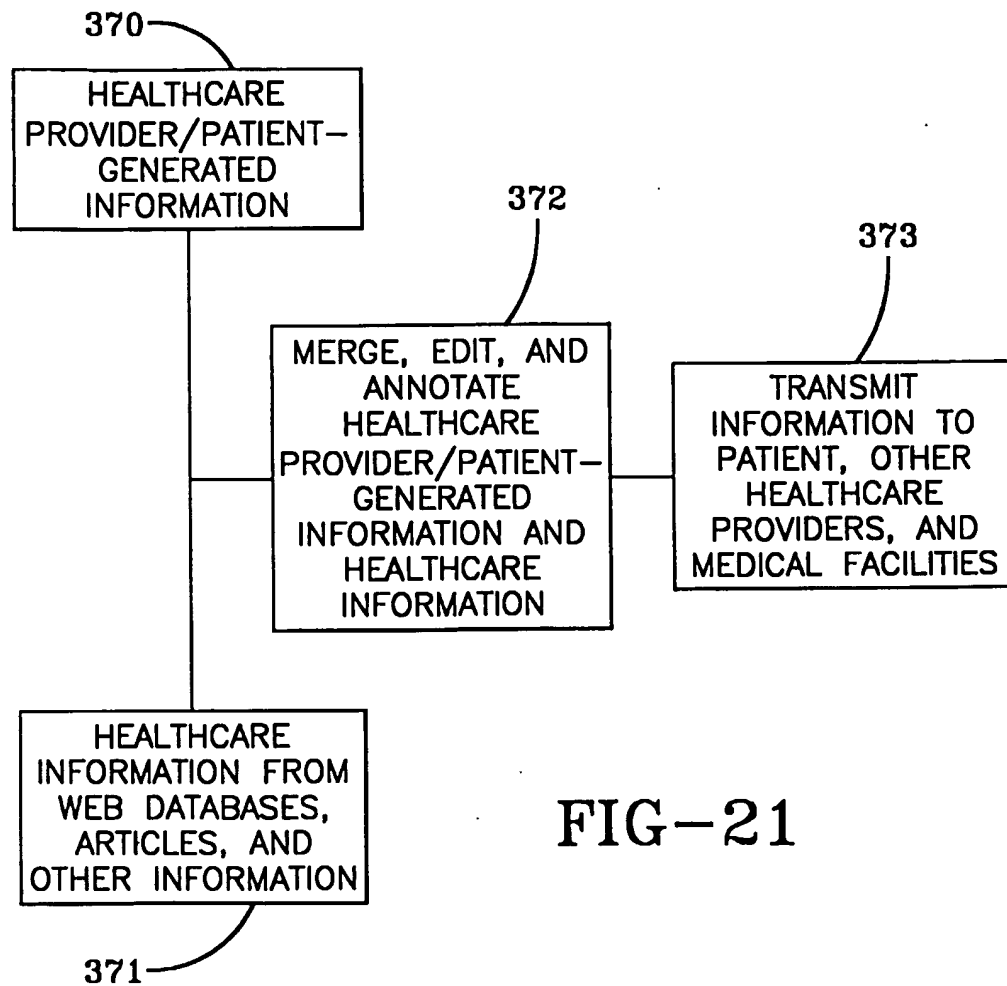 370
HEALTHCARE
PROVIDER/PATIENT-
GENERATED
INFORMATION
372
MERGE, EDIT, AND
ANNOTATE
HEALTHCARE
PROVIDER/PATIENT-
GENERATED
INFORMATION AND
HEALTHCARE
INFORMATION
373
TRANSMIT
INFORMATION TO
PATIENT, OTHER
HEALTHCARE
PROVIDERS, AND
MEDICAL FACILITIES
HEALTHCARE
INFORMATION FROM
WEB DATABASES,
ARTICLES, AND
OTHER INFORMATION
371
FIG-21